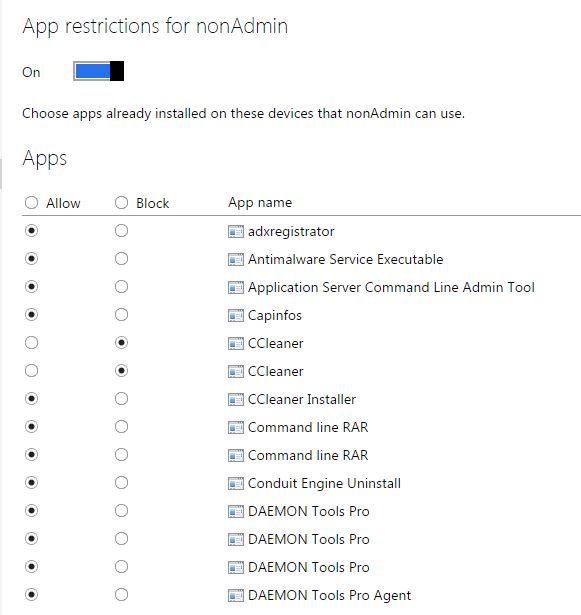 App restrictions for nonAdmin
On
Choose apps already installed on these devices that nonAdmin can use.
Apps
Allow Block App name
adxregistrator
Antimalware Service Executable
Application Server Command Line Admin Tool
Capinfos
CCleaner
CCleaner
CCleaner Installer
Command line RAR
Command line RAR
Conduit Engine Uninstall
DAEMON Tools Pro
DAEMON Tools Pro
DAEMON Tools Pro
DAEMON Tools Pro Agent